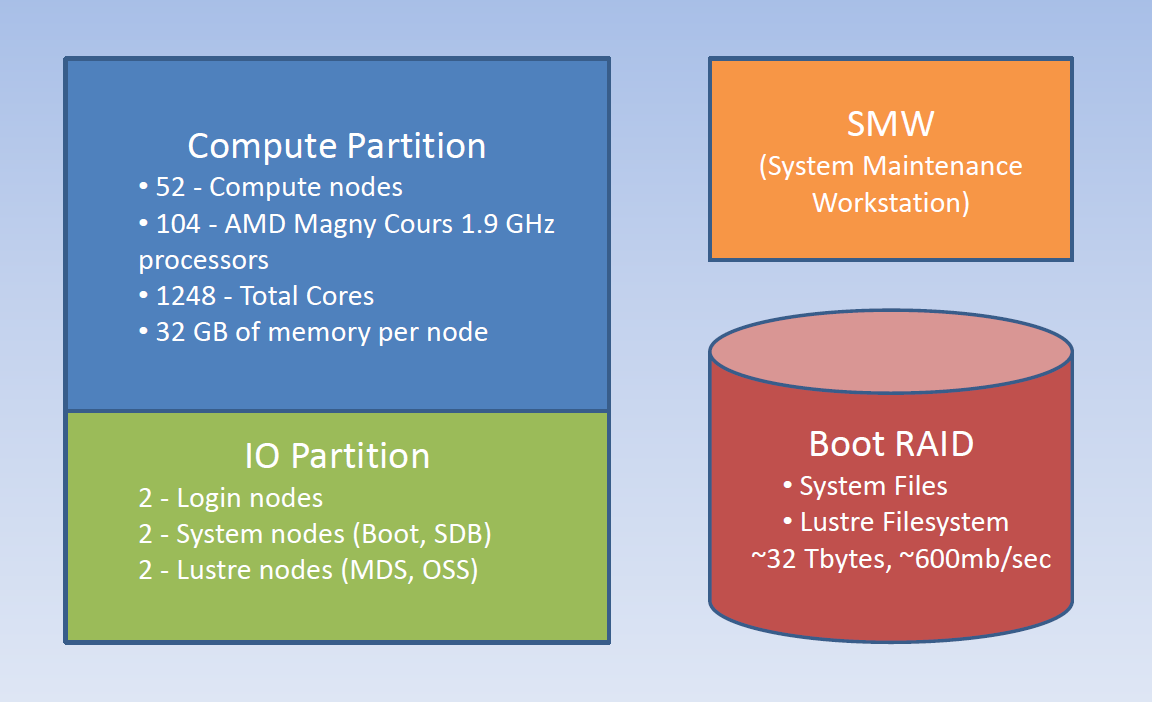 Compute Partition
• 52 - Compute nodes
• 104 - AMD Magny Cours 1.9 GHz
processors
• 1248 - Total Cores
• 32 GB of memory per node
IO Partition
2 - Login nodes
2 - System nodes (Boot, SDB)
2 - Lustre nodes (MDS, OSS)
SMW
(System Maintenance
Workstation)
Boot RAID
• System Files
• Lustre Filesystem
~32 Tbytes, ~600mb/sec